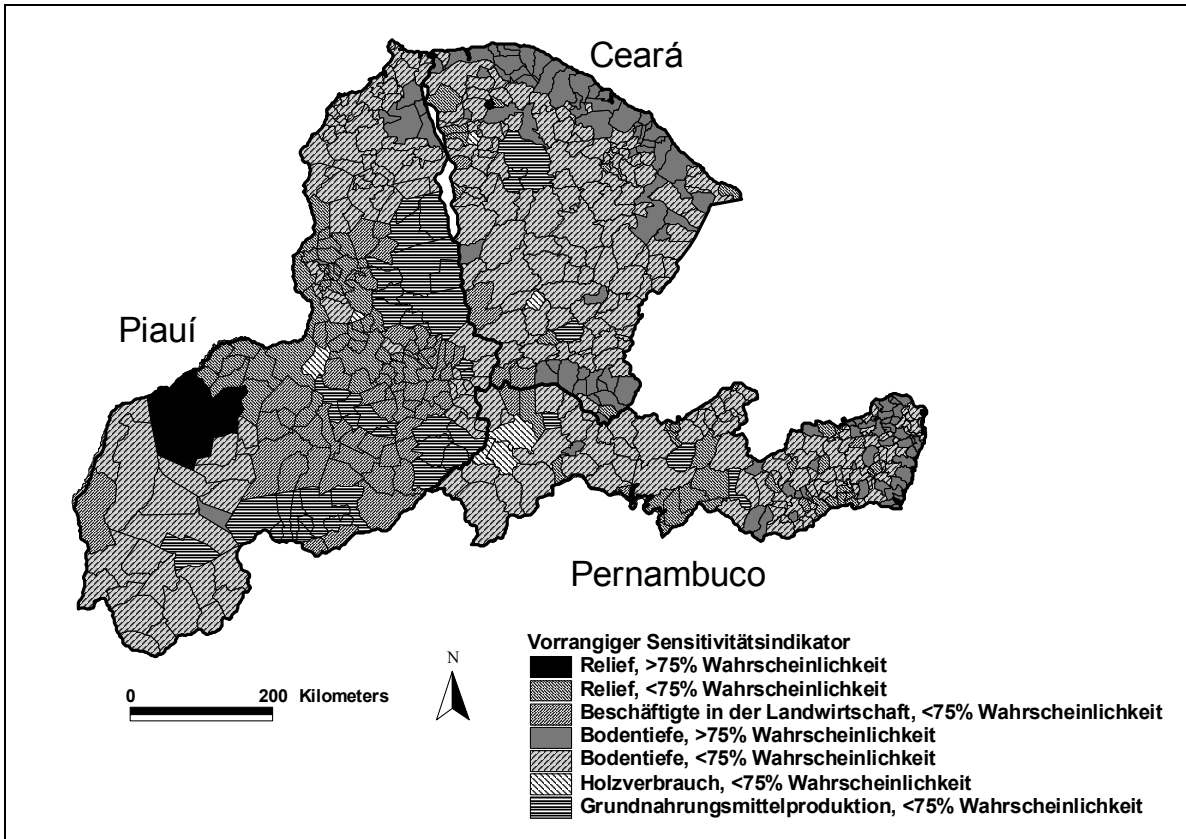 Ceará
Piauí
Pernambuco
Vorrangiger Sensitivitätsindikator
Relief, >75% Wahrscheinlichkeit
Relief, <75% Wahrscheinlichkeit
Beschäftigte in der Landwirtschaft, <75% Wahrscheinlichkeit
Bodentiefe, >75% Wahrscheinlichkeit
Bodentiefe, <75% Wahrscheinlichkeit
Holzverbrauch, <75% Wahrscheinlichkeit
Grundnahrungsmittelproduktion, <75% Wahrscheinlichkeit
0 200 Kilometers
N